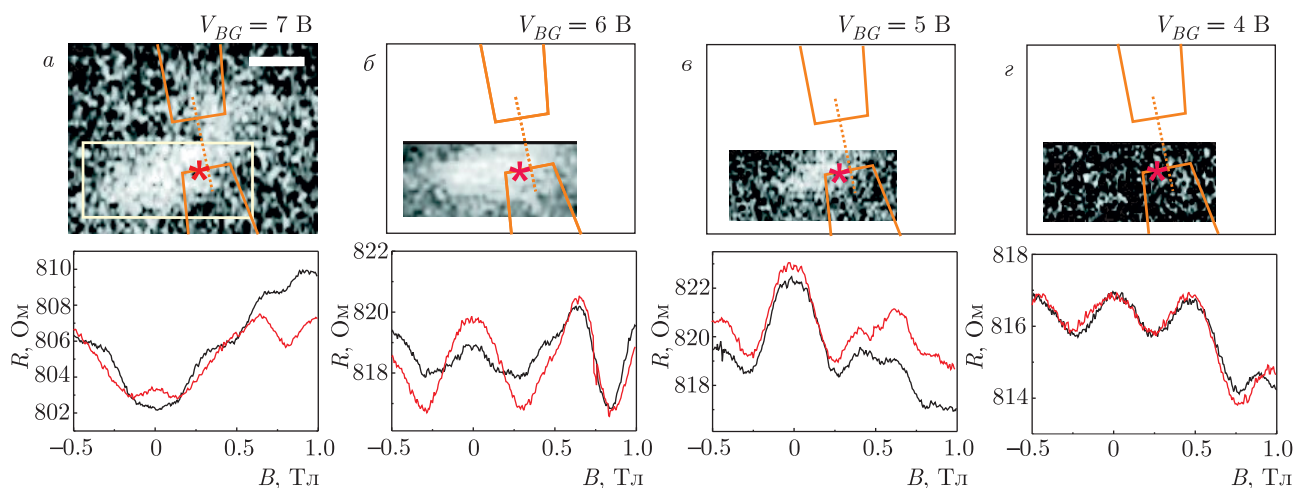 V_BG = 7 В
V_BG = 6 В
V_BG = 5 В
V_BG = 4 В
а
б
в
г
R, Ом
810
808
806
804
802
−0.5
0
0.5
1.0
B, Тл
R, Ом
822
820
818
−0.5
0
0.5
1.0
B, Тл
R, Ом
822
820
818
−0.5
0
0.5
1.0
B, Тл
R, Ом
818
816
814
−0.5
0
0.5
1.0
B, Тл